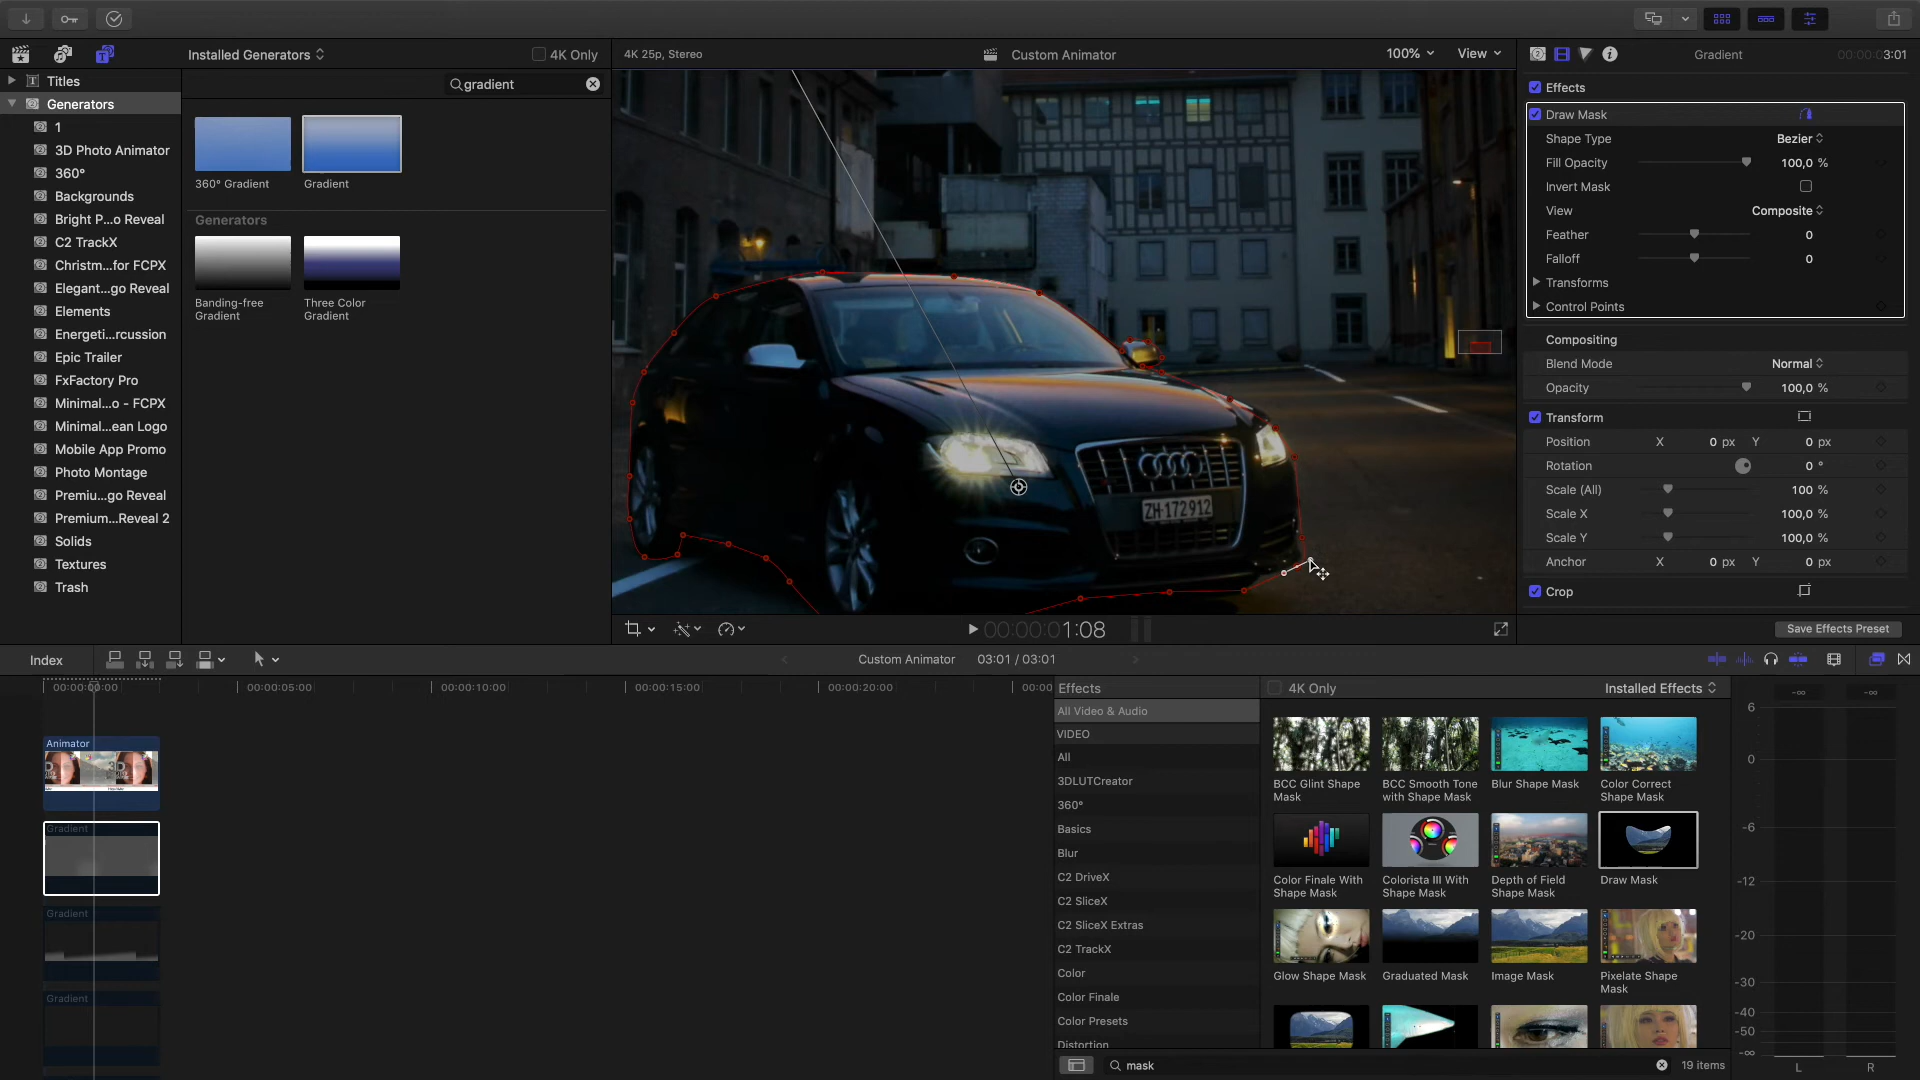 Installed Generators
4K Only
4K 25p, Stereo
Custom Animator
100%
View
Gradient
00:00:03:01
Titles
gradient
Effects
Generators
1
3D Photo Animator
360°
Backgrounds
Bright P...o Reveal
C2 TrackX
Christm...for FCPX
Elegant...go Reveal
Elements
Energeti...rcussion
Epic Trailer
FxFactory Pro
Minimal...o - FCPX
Minimal...ean Logo
Mobile App Promo
Photo Montage
Premiu...go Reveal
Premium...Reveal 2
Solids
Textures
Trash
360° Gradient
Gradient
Generators
Banding-free
Gradient
Three Color
Gradient
ZH·172912
Draw Mask
Shape Type
Bezier
Fill Opacity
100,0 %
Invert Mask
View
Composite
Feather
0
Falloff
0
Transforms
Control Points
Compositing
Blend Mode
Normal
Opacity
100,0 %
Transform
Position X 0 px Y 0 px
Rotation
0 °
Scale (All)
100 %
Scale X
100,0 %
Scale Y
100,0 %
Anchor X 0 px Y 0 px
Crop
00:00:01:08
Save Effects Preset
Index
Custom Animator
03:01 / 03:01
00:00:00:00
00:00:05:00
00:00:10:00
00:00:15:00
00:00:20:00
00:00
Animator
Gradient
Gradient
Gradient
Effects
4K Only
Installed Effects
All Video & Audio
VIDEO
All
3DLUTCreator
360°
Basics
Blur
C2 DriveX
C2 SliceX
C2 SliceX Extras
C2 TrackX
Color
Color Finale
Color Presets
Distortion
BCC Glint Shape
Mask
BCC Smooth Tone
with Shape Mask
Blur Shape Mask
Color Correct
Shape Mask
Color Finale With
Shape Mask
Colorista III With
Shape Mask
Depth of Field
Shape Mask
Draw Mask
Glow Shape Mask
Graduated Mask
Image Mask
Pixelate Shape
Mask
mask
19 items
-∞
-∞
6
0
-6
-12
-20
-30
-40
-50
-∞
L
R